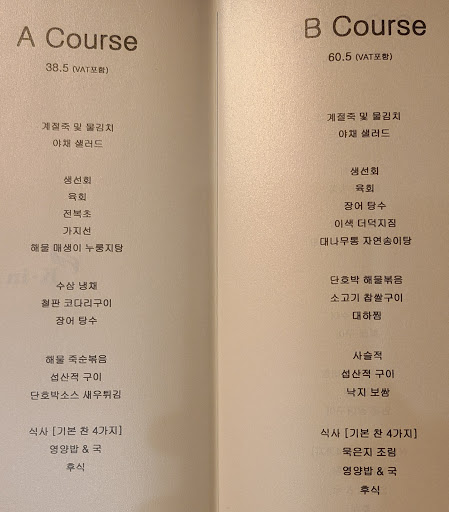 A Course
38.5 (VAT포함)
계절죽 및 물김치
야채 샐러드
생선회
육회
전복초
가지선
해물 매생이 누룽지탕
수삼 냉채
철판 코다리구이
장어 탕수
해물 죽순볶음
섭산적 구이
단호박소스 새우튀김
식사 [기본 찬 4가지]
영양밥 & 국
후식
B Course
60.5 (VAT포함)
계절죽 및 물김치
야채 샐러드
생선회
육회
장어 탕수
이색 더덕지짐
대나무통 자연송이탕
단호박 해물볶음
소고기 찹쌀구이
대하찜
사슬적
섭산적 구이
낙지 보쌈
식사 [기본 찬 4가지]
묵은지 조림
영양밥 & 국
후식